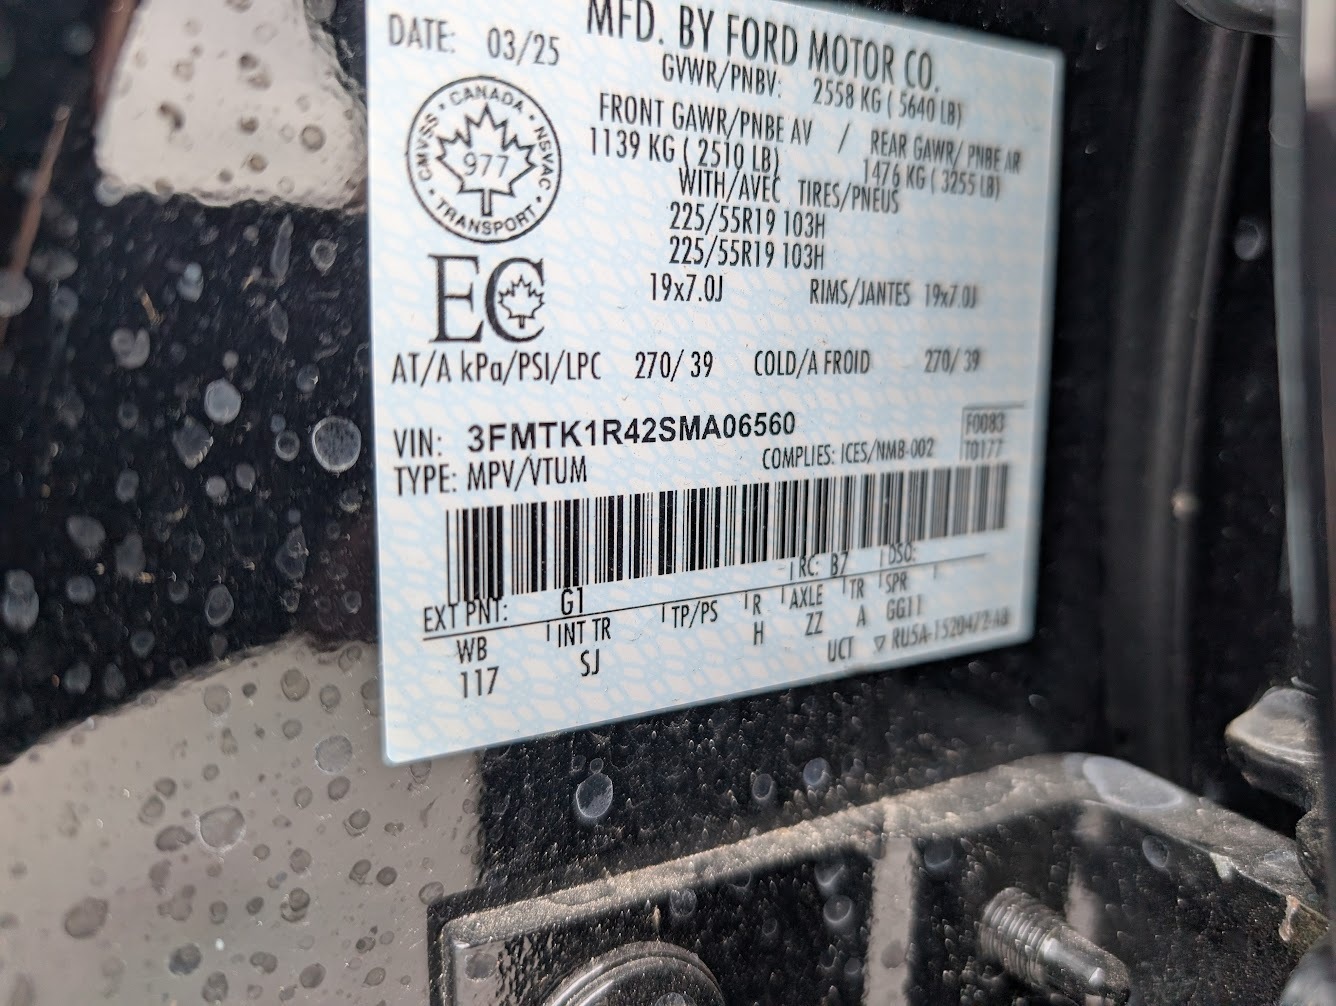 MFD. BY FORD MOTOR CO.
DATE: 03/25
GVWR/PNBV: 2558 KG ( 5640 LB)
FRONT GAWR/PNBE AV / REAR GAWR/ PNBE AR
1139 KG ( 2510 LB) 1476 KG ( 3255 LB)
WITH/AVEC TIRES/PNEUS
225/55R19 103H
225/55R19 103H
19x7.0J RIMS/JANTES 19x7.0J
CANADA · NSVAC · TRANSPORT · CMVSS ·
977
EC
AT/A kPa/PSI/LPC 270/ 39 COLD/A FROID 270/ 39
VIN: 3FMTK1R42SMA06560
F0083
TYPE: MPV/VTUM COMPLIES: ICES/NMB-002
T0177
EXT PNT: G1 RC: B7 DSO:
WB INT TR TP/PS R AXLE TR SPR
117 SJ H ZZ A GG11
UCT ▽ RU5A-1520472-AB